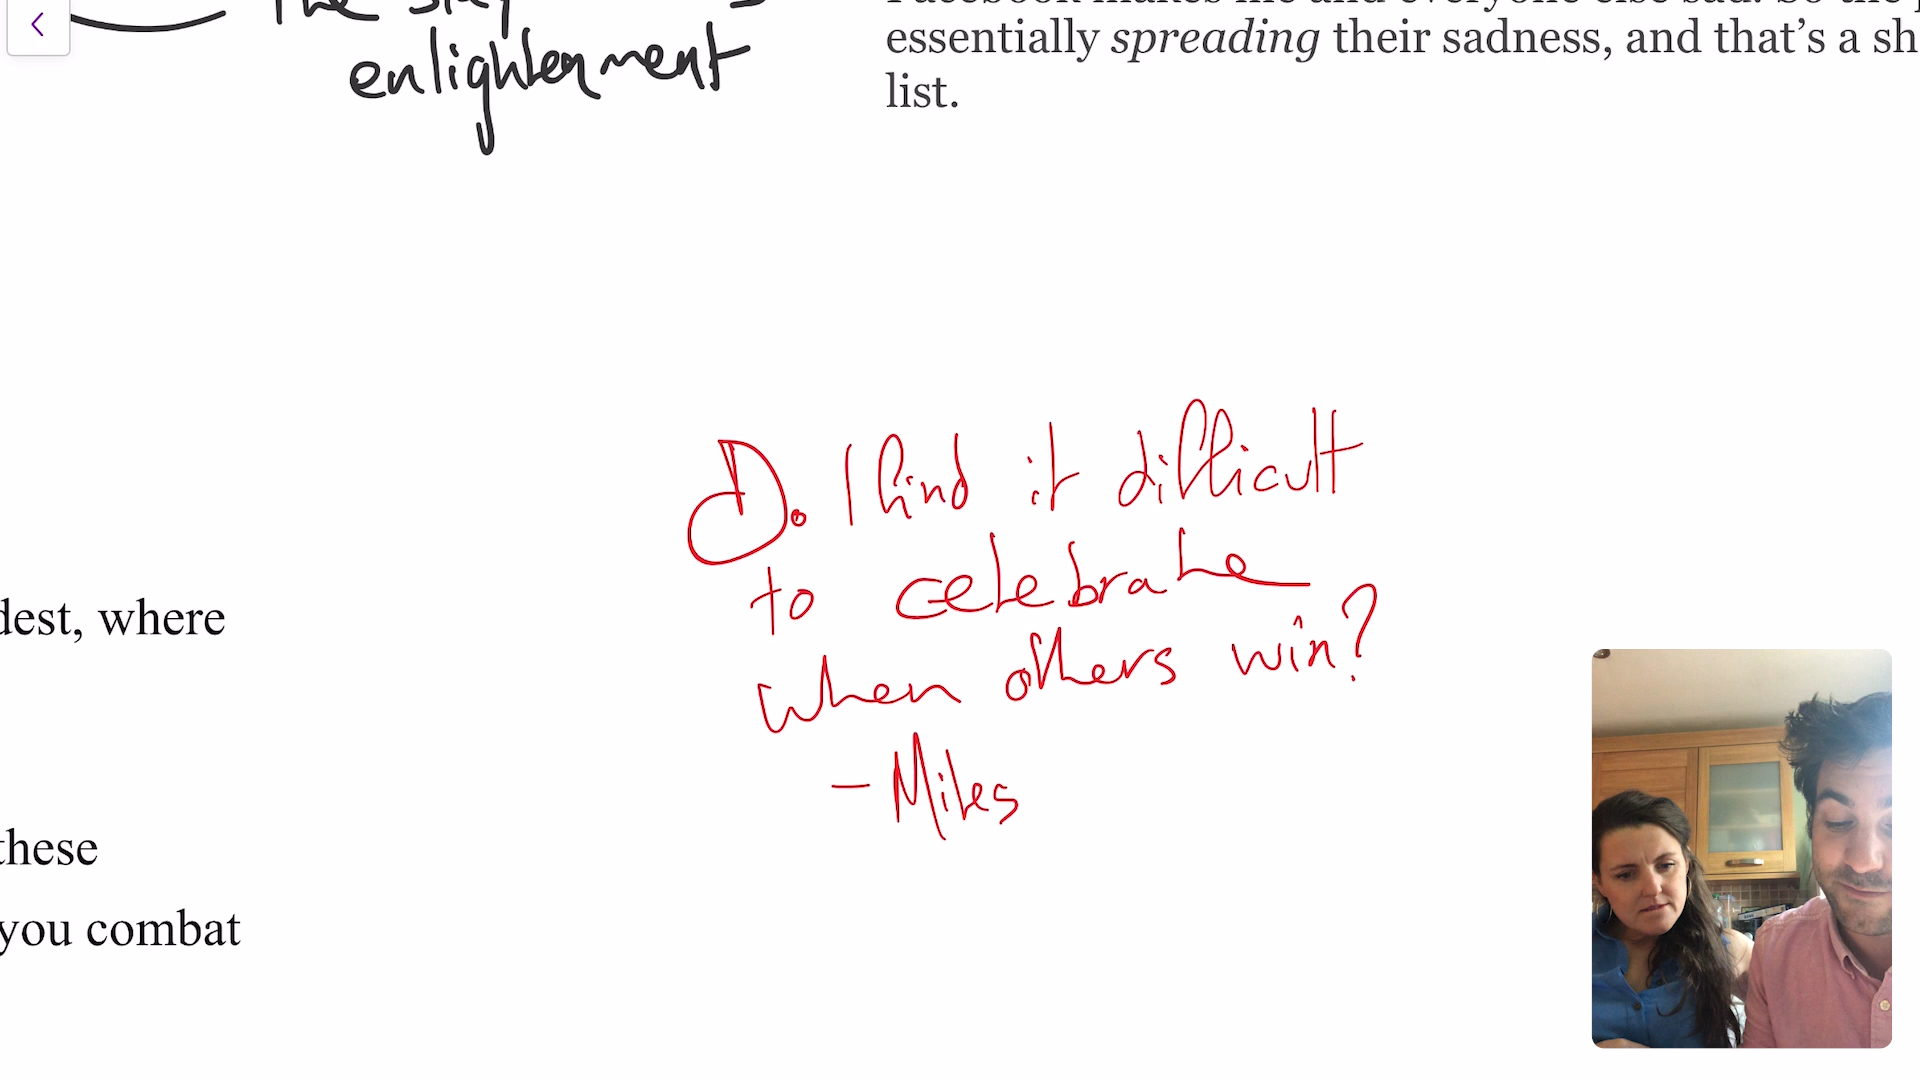 enlightenment
essentially spreading their sadness, and that’s a sh
list.
D. I find it difficult
to celebrate
when others win?
- Miles
dest, where
these
you combat